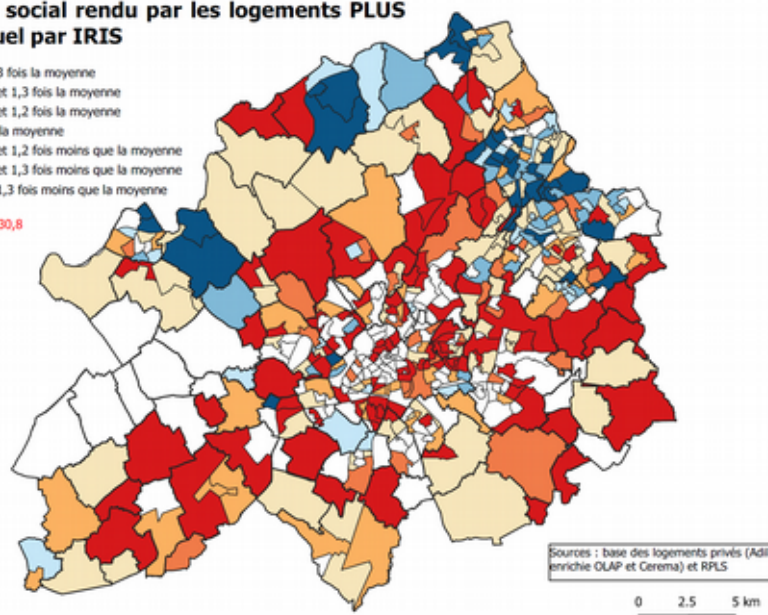 social rendu par les logements PLUS
uel par IRIS
3 fois la moyenne
et 1,3 fois la moyenne
et 1,2 fois la moyenne
la moyenne
et 1,2 fois moins que la moyenne
et 1,3 fois moins que la moyenne
1,3 fois moins que la moyenne
30,8
Sources : base des logements privés (Adil
enrichie OLAP et Cerema) et RPLS
0 2.5 5 km